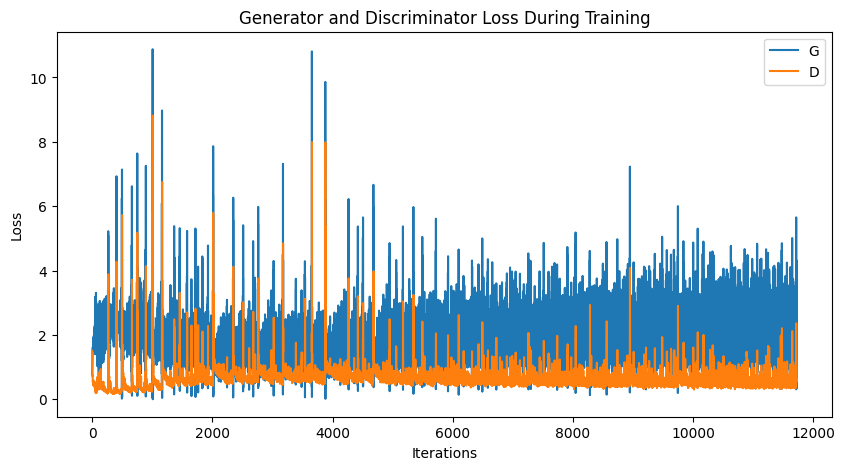 Generator and Discriminator Loss During Training
G
D
10
8
6
4
2
0
Loss
0 2000 4000 6000 8000 10000 12000
Iterations